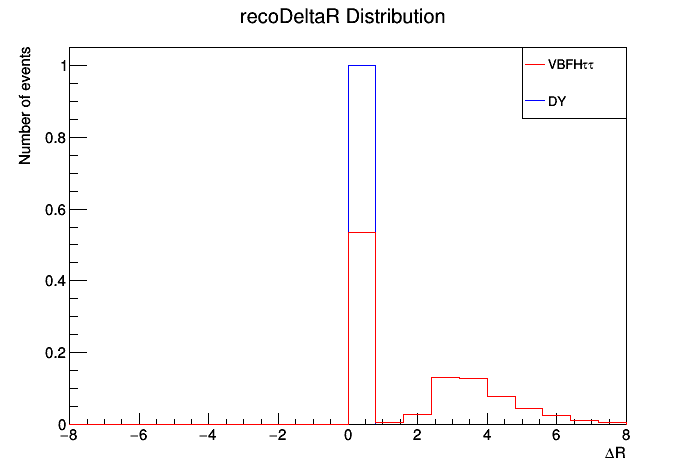 recoDeltaR Distribution
Number of events
VBFHττ
DY
1
0.8
0.6
0.4
0.2
0
−8 −6 −4 −2 0 2 4 6 8
ΔR